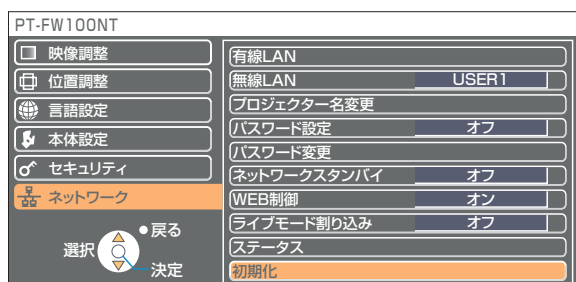 PT-FW100NT
映像調整
位置調整
言語設定
本体設定
セキュリティ
ネットワーク
戻る
選択
決定
有線LAN
無線LAN USER1
プロジェクター名変更
パスワード設定 オフ
パスワード変更
ネットワークスタンバイ オフ
WEB制御 オン
ライブモード割り込み オフ
ステータス
初期化